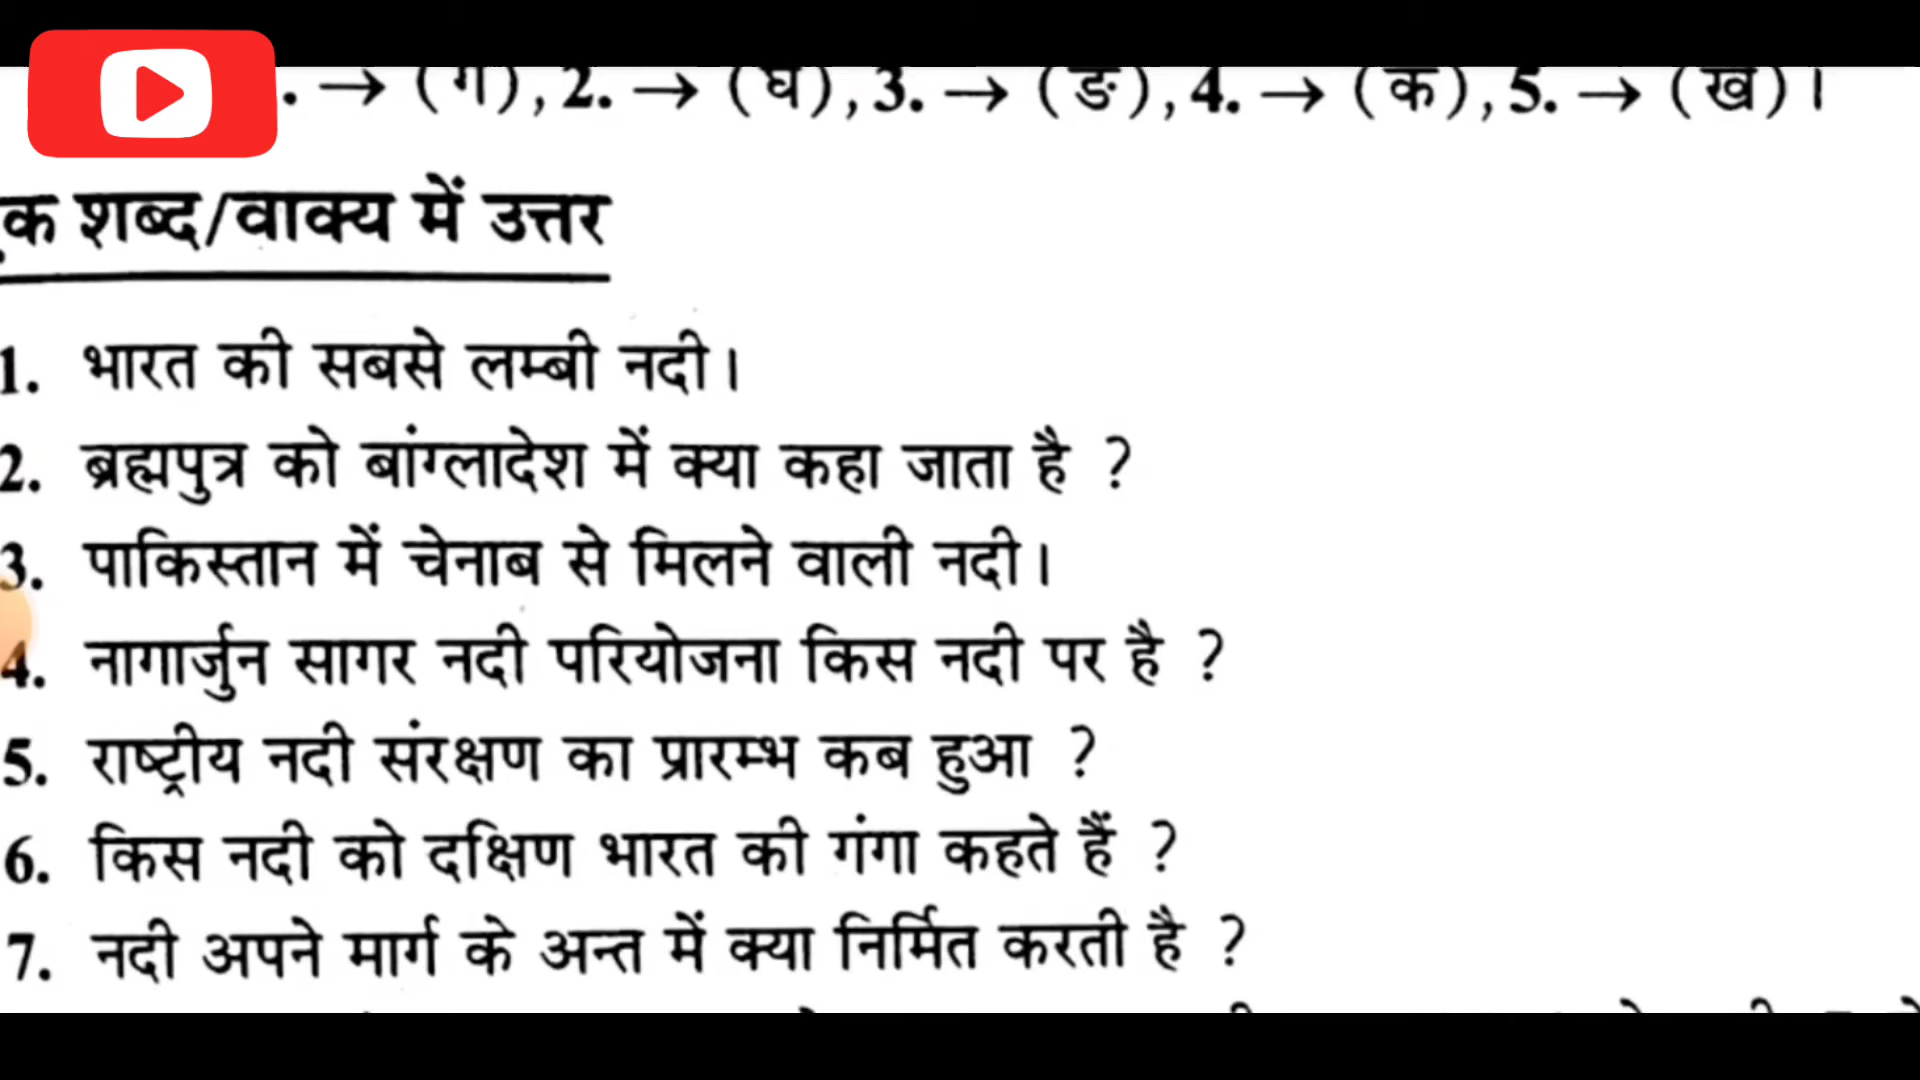 . → (ग), 2. → (घ), 3. → (ङ), 4. → (क), 5. → (ख)।
शब्द/वाक्य में उत्तर
1. भारत की सबसे लम्बी नदी।
2. ब्रह्मपुत्र को बांग्लादेश में क्या कहा जाता है ?
3. पाकिस्तान में चेनाब से मिलने वाली नदी।
4. नागार्जुन सागर नदी परियोजना किस नदी पर है ?
5. राष्ट्रीय नदी संरक्षण का प्रारम्भ कब हुआ ?
6. किस नदी को दक्षिण भारत की गंगा कहते हैं ?
7. नदी अपने मार्ग के अन्त में क्या निर्मित करती है ?